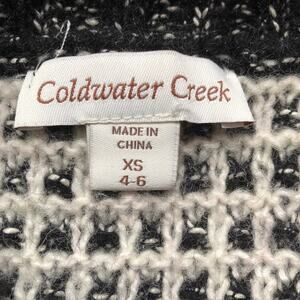 Coldwater Creek
MADE IN
CHINA
XS
4-6